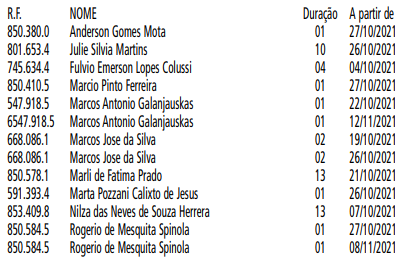 R.F. NOME Duração A partir de
850.380.0 Anderson Gomes Mota 01 27/10/2021
801.653.4 Julie Silvia Martins 10 26/10/2021
745.634.4 Fulvio Emerson Lopes Colussi 04 04/10/2021
850.410.5 Marcio Pinto Ferreira 01 27/10/2021
547.918.5 Marcos Antonio Galanjauskas 01 22/10/2021
6547.918.5 Marcos Antonio Galanjauskas 01 12/11/2021
668.086.1 Marcos Jose da Silva 02 19/10/2021
668.086.1 Marcos Jose da Silva 02 26/10/2021
850.578.1 Marli de Fatima Prado 13 21/10/2021
591.393.4 Marta Pozzani Calixto de Jesus 01 26/10/2021
853.409.8 Nilza das Neves de Souza Herrera 13 07/10/2021
850.584.5 Rogerio de Mesquita Spinola 01 27/10/2021
850.584.5 Rogerio de Mesquita Spinola 01 08/11/2021